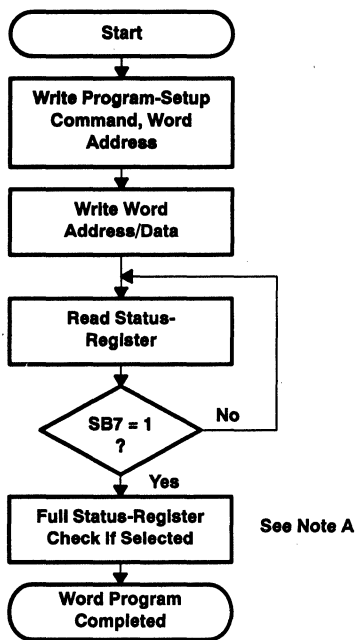 Start
Write Program-Setup
Command, Word
Address
Write Word
Address/Data
Read Status-
Register
SB7 = 1
?
No
Yes
Full Status-Register
Check if Selected
See Note A
Word Program
Completed